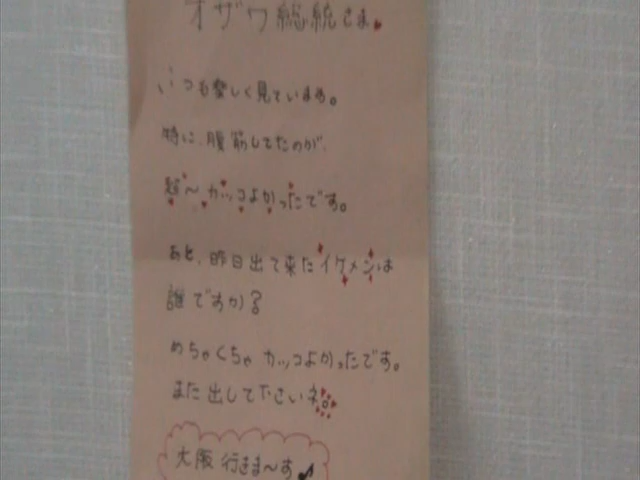 オザワ総統さま
いつも楽しく見ています。
特に、腹筋してたのが、
超〜カッコよかったです。
あと、昨日出て来たイケメンは
誰ですか?
めちゃくちゃカッコよかったです。
また出して下さいネ。
大阪行きま〜す♪